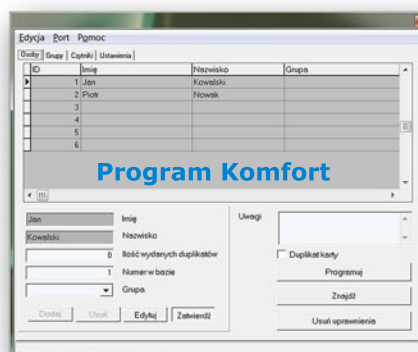 Edycja Port Pomoc
Osoby Grupy Czytniki Ustawienia
ID Imię Nazwisko Grupa
1 Jan Kowalski
2 Piotr Nowak
3
4
5
6
Program Komfort
Jan Imię Uwagi
Kowalski Nazwisko
0 Ilość wydanych duplikatów
Duplikat karty
1 Numer w bazie
Programuj
Grupa
Znajdź
Dodaj Usuń Edytuj Zatwierdź
Usuń uprawnienia